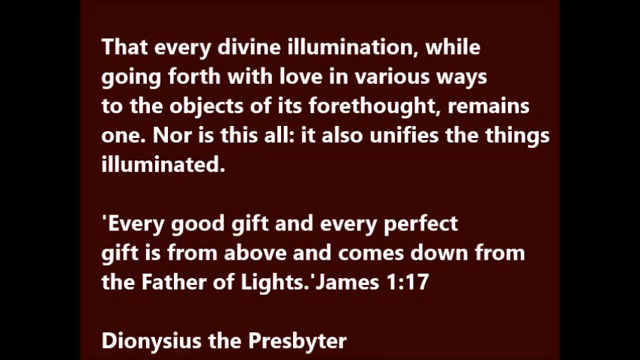 That every divine illumination, while
going forth with love in various ways
to the objects of its forethought, remains
one. Nor is this all: it also unifies the things
illuminated.
'Every good gift and every perfect
gift is from above and comes down from
the Father of Lights.'James 1:17
Dionysius the Presbyter